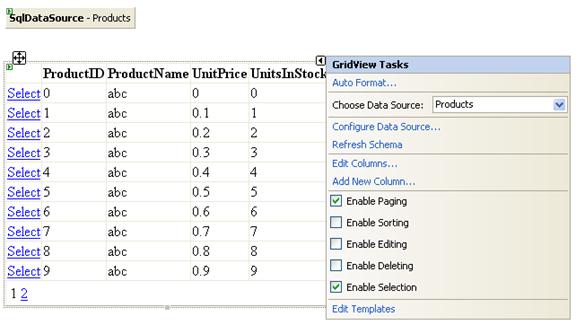 SqlDataSource - Products
ProductID ProductName UnitPrice UnitsInStock
Select 0 abc 0 0
Select 1 abc 0.1 1
Select 2 abc 0.2 2
Select 3 abc 0.3 3
Select 4 abc 0.4 4
Select 5 abc 0.5 5
Select 6 abc 0.6 6
Select 7 abc 0.7 7
Select 8 abc 0.8 8
Select 9 abc 0.9 9
1 2
GridView Tasks
Auto Format...
Choose Data Source: Products
Configure Data Source...
Refresh Schema
Edit Columns...
Add New Column...
Enable Paging
Enable Sorting
Enable Editing
Enable Deleting
Enable Selection
Edit Templates